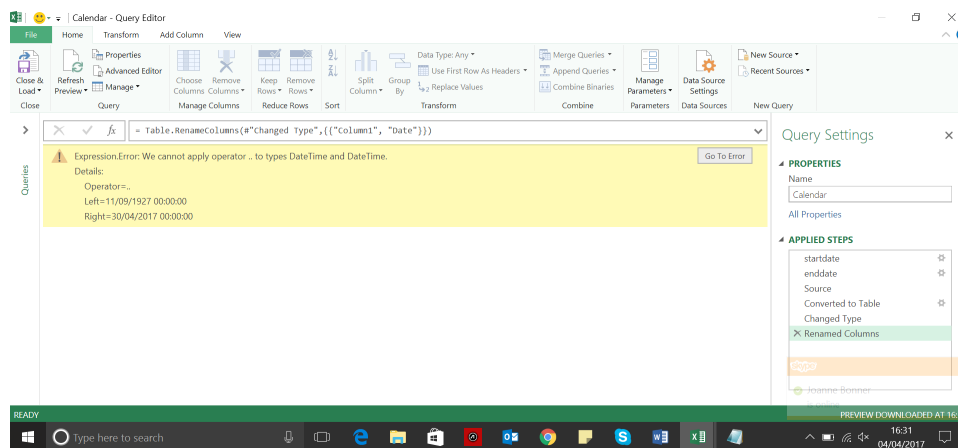 Calendar - Query Editor
File Home Transform Add Column View
Close & Load
Refresh Preview
Properties
Advanced Editor
Manage
Choose Columns
Remove Columns
Keep Rows
Remove Rows
Split Column
Group By
Data Type: Any
Use First Row As Headers
Replace Values
Merge Queries
Append Queries
Combine Binaries
Manage Parameters
Data Source Settings
New Source
Recent Sources
Close Query Manage Columns Reduce Rows Sort Transform Combine Parameters Data Sources New Query
fx = Table.RenameColumns(#"Changed Type",{{"Column1", "Date"}})
Expression.Error: We cannot apply operator .. to types DateTime and DateTime.
Go To Error
Details:
Operator=..
Left=11/09/1927 00:00:00
Right=30/04/2017 00:00:00
Queries
Query Settings
PROPERTIES
Name
Calendar
All Properties
APPLIED STEPS
startdate
enddate
Source
Converted to Table
Changed Type
Renamed Columns
Joanne Bonner
READY
PREVIEW DOWNLOADED AT 16:
Type here to search
16:31
04/04/2017